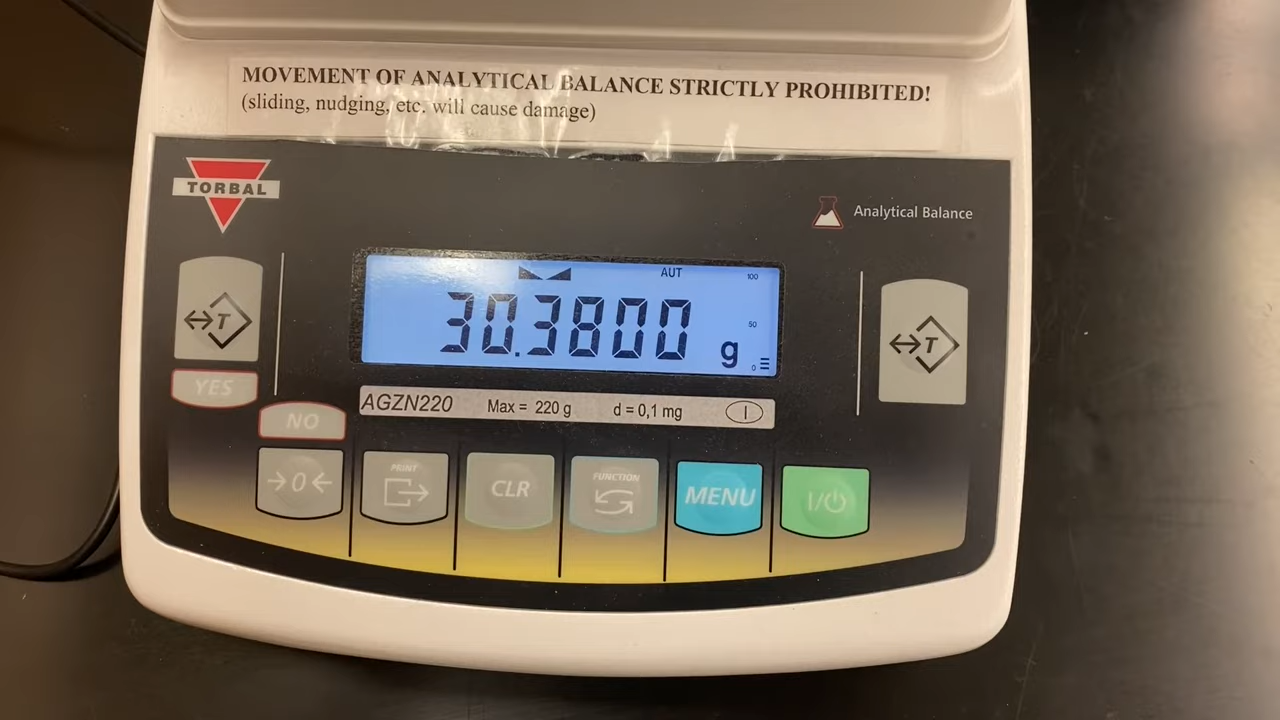 MOVEMENT OF ANALYTICAL BALANCE STRICTLY PROHIBITED!
(sliding, nudging, etc. will cause damage)
TORBAL
Analytical Balance
AUT 100
30.3800 g
50
0
T
T
YES
NO
AGZN220 Max = 220 g d = 0,1 mg I
→0←
PRINT
CLR
FUNCTION
MENU
I/⏻